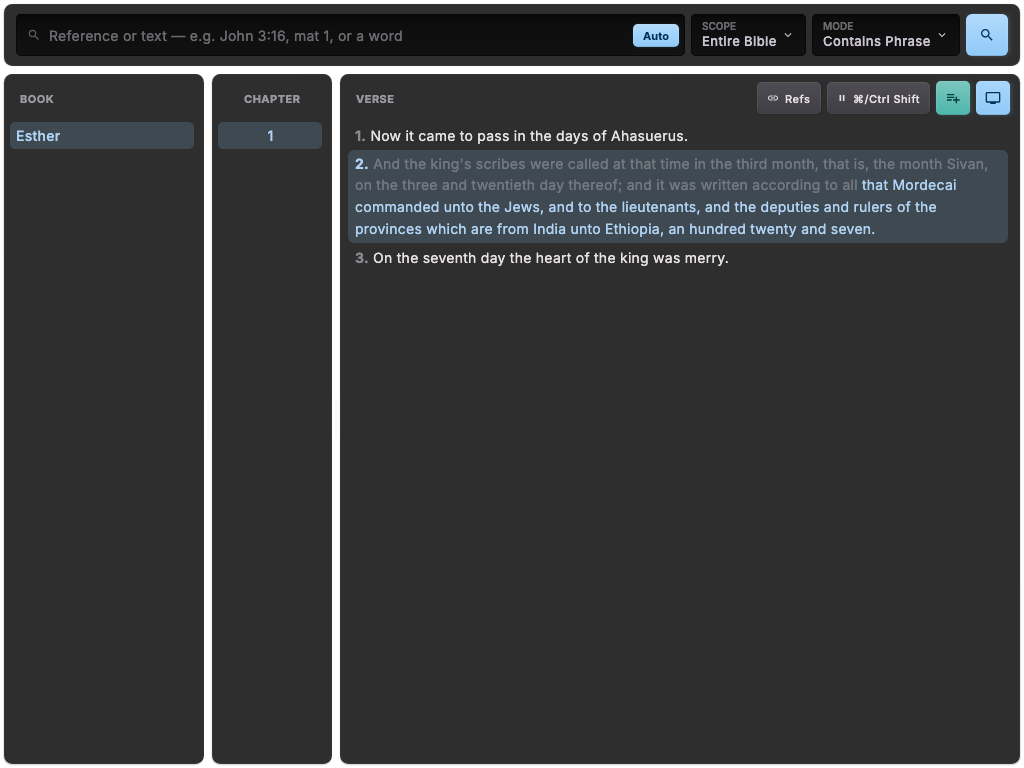 Reference or text — e.g. John 3:16, mat 1, or a word
Auto
SCOPE
Entire Bible
MODE
Contains Phrase
BOOK
CHAPTER
VERSE
Refs
⌘/Ctrl Shift
Esther
1
1. Now it came to pass in the days of Ahasuerus.
2. And the king's scribes were called at that time in the third month, that is, the month Sivan,
on the three and twentieth day thereof; and it was written according to all that Mordecai
commanded unto the Jews, and to the lieutenants, and the deputies and rulers of the
provinces which are from India unto Ethiopia, an hundred twenty and seven.
3. On the seventh day the heart of the king was merry.